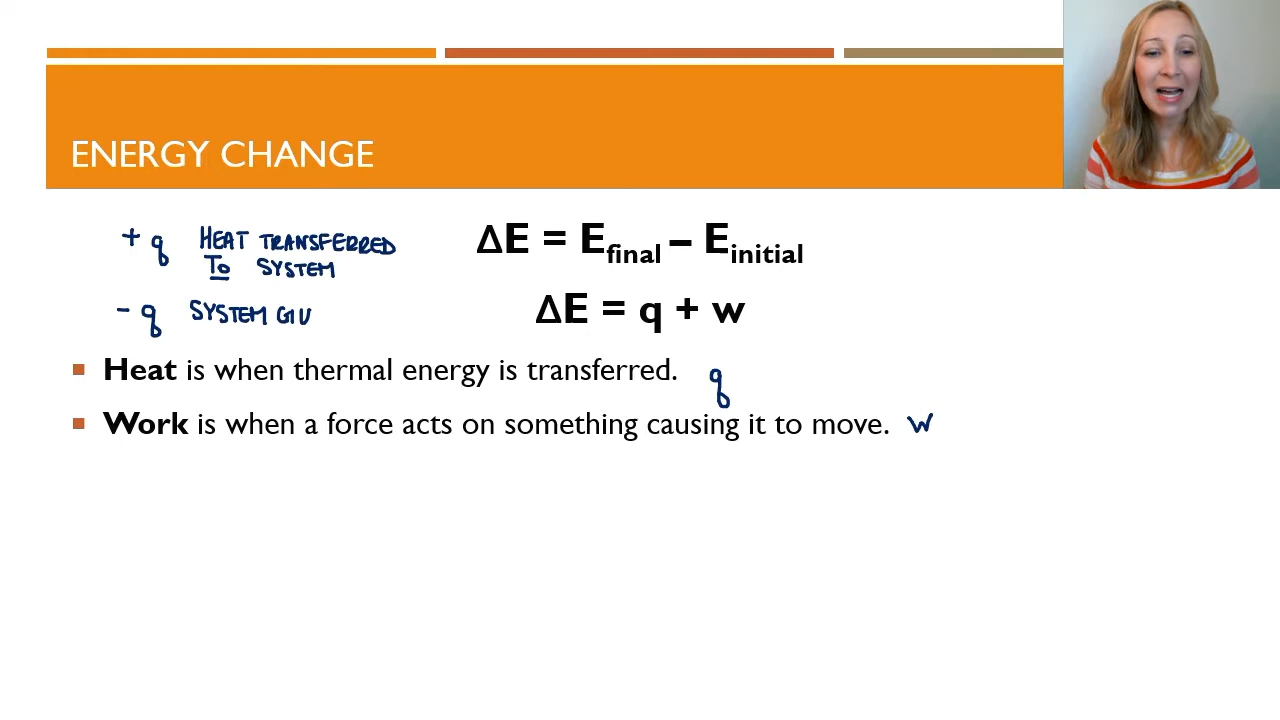 ENERGY CHANGE
+ q HEAT TRANSFERRED
TO SYSTEM
ΔE = Efinal – Einitial
- q SYSTEM GIV
ΔE = q + w
Heat is when thermal energy is transferred. q
Work is when a force acts on something causing it to move. w